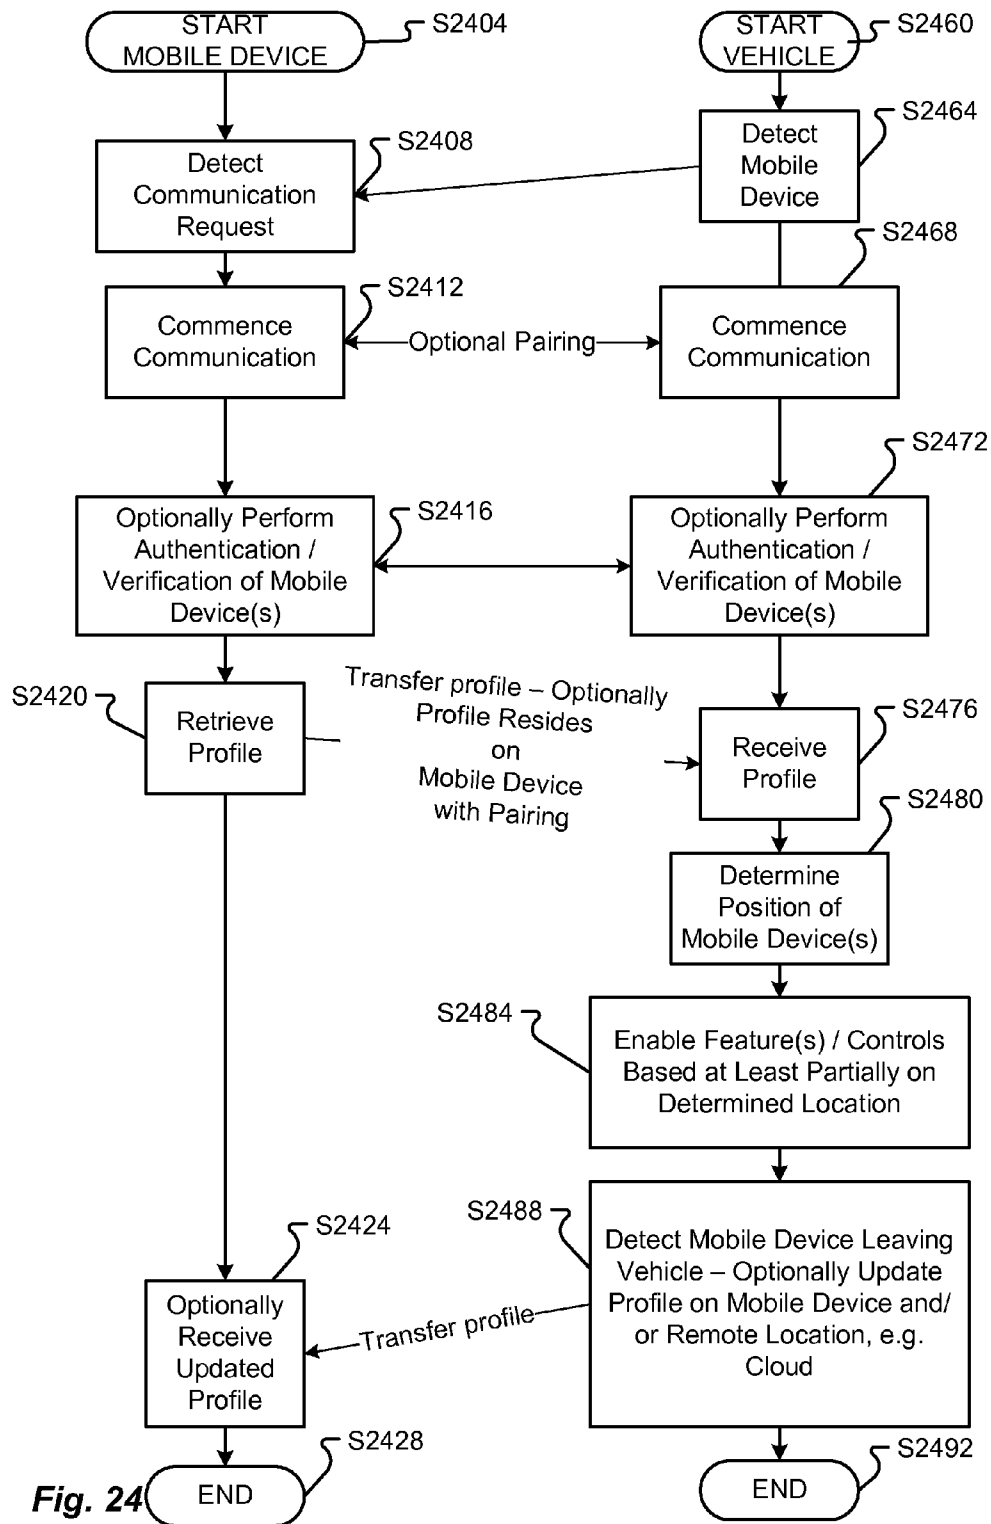 START
MOBILE DEVICE
S2404
START
VEHICLE
S2460
Detect
Communication
Request
S2408
Detect
Mobile
Device
S2464
Commence
Communication
S2412
Optional Pairing
Commence
Communication
S2468
Optionally Perform
Authentication /
Verification of Mobile
Device(s)
S2416
Optionally Perform
Authentication /
Verification of Mobile
Device(s)
S2472
S2420
Retrieve
Profile
Transfer profile – Optionally
Profile Resides
on
Mobile Device
with Pairing
Receive
Profile
S2476
Determine
Position of
Mobile Device(s)
S2480
S2484
Enable Feature(s) / Controls
Based at Least Partially on
Determined Location
S2488
Detect Mobile Device Leaving
Vehicle – Optionally Update
Profile on Mobile Device and/
or Remote Location, e.g.
Cloud
Transfer profile
S2424
Optionally
Receive
Updated
Profile
END
S2428
END
S2492
Fig. 24